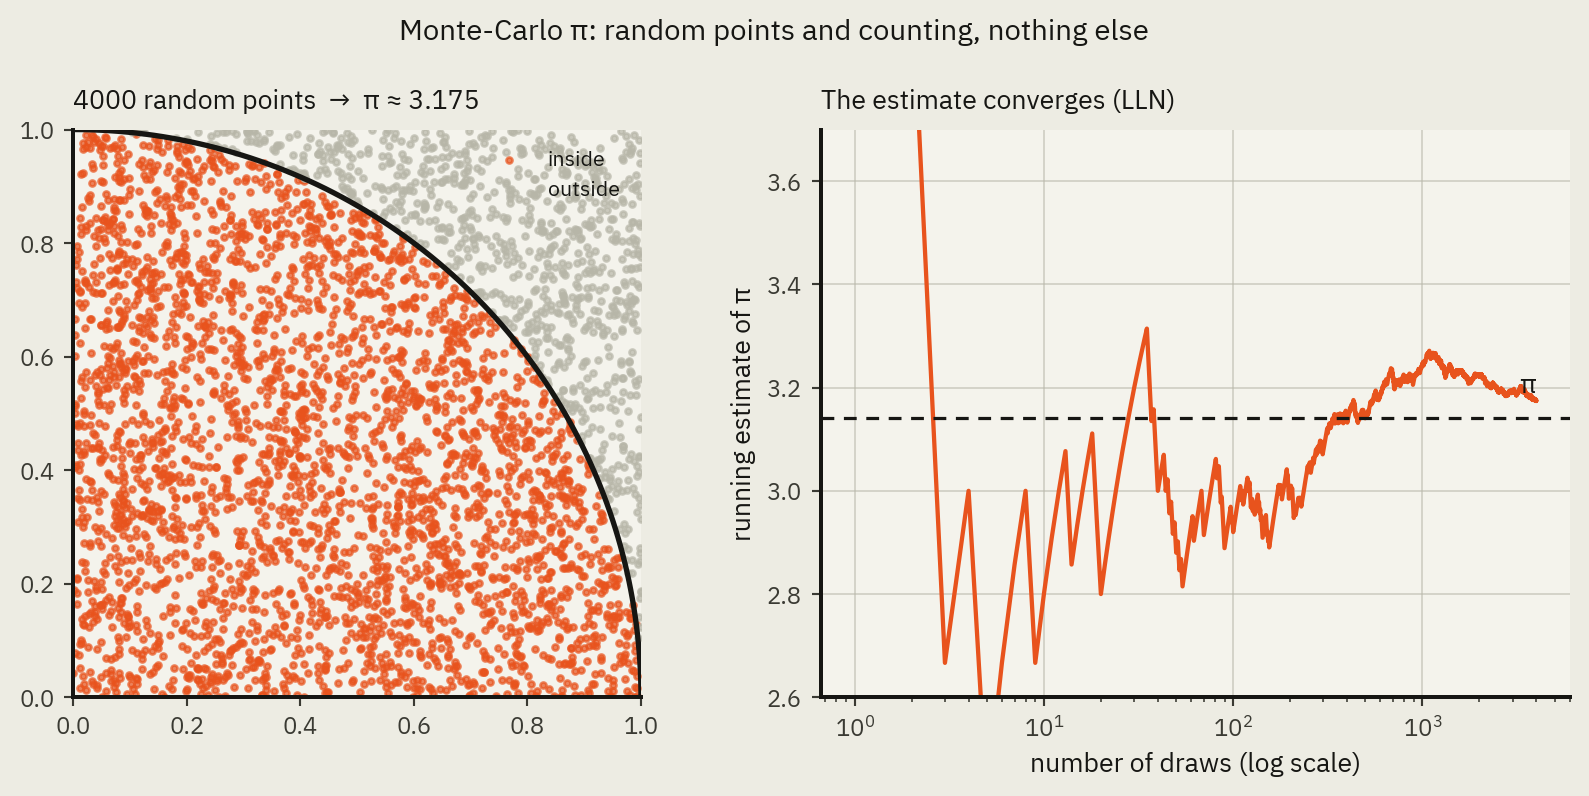 Monte-Carlo π: random points and counting, nothing else
4000 random points → π ≈ 3.175
inside
outside
1.0
0.8
0.6
0.4
0.2
0.0
0.0 0.2 0.4 0.6 0.8 1.0
The estimate converges (LLN)
running estimate of π
3.6
3.4
3.2
3.0
2.8
2.6
π
10⁰ 10¹ 10² 10³
number of draws (log scale)